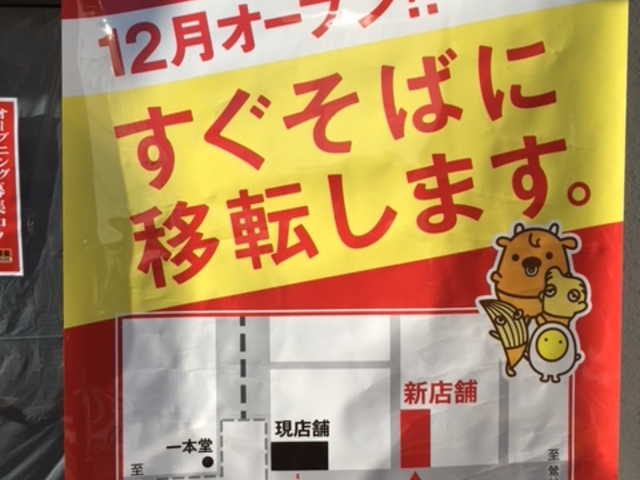 12月オープン!!
すぐそばに
移転します。
新店舗
現店舗
一本堂
至
至